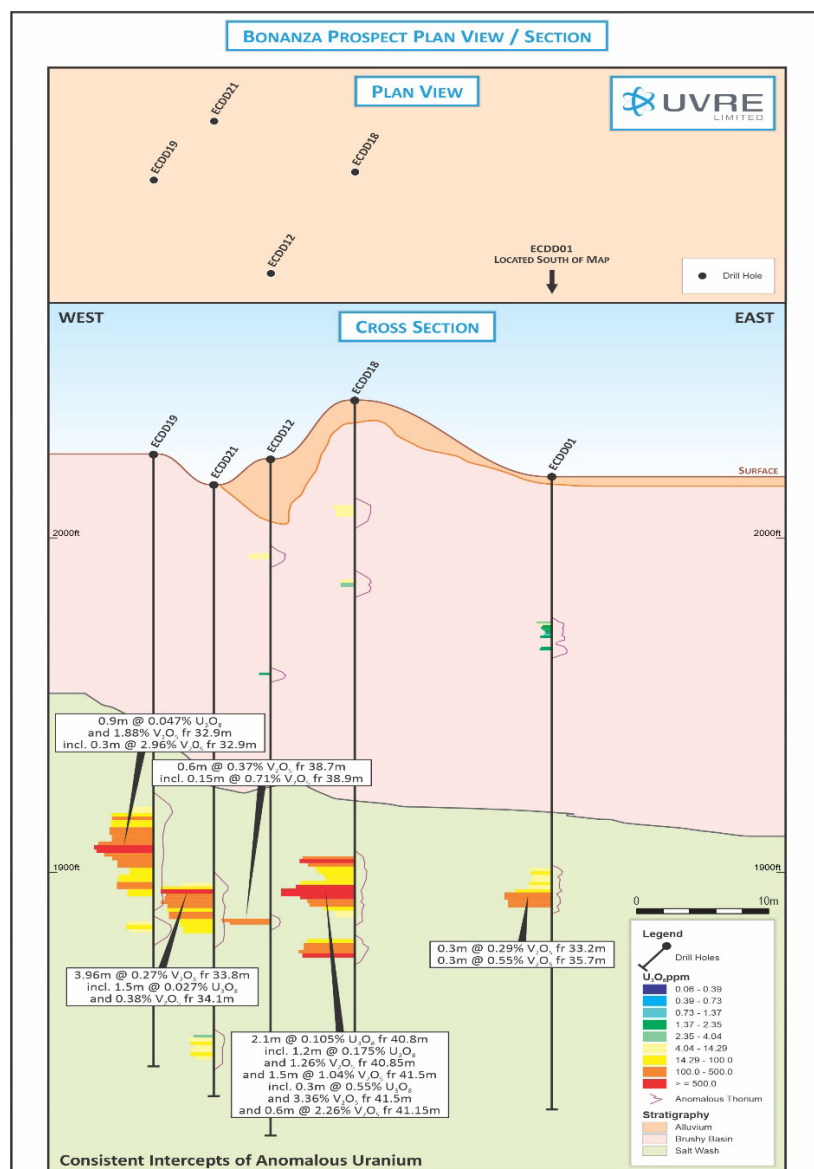 BONANZA PROSPECT PLAN VIEW / SECTION
PLAN VIEW
UVRE
LIMITED
ECDD21
ECDD19
ECDD18
ECDD12
ECDD01
LOCATED SOUTH OF MAP
Drill Hole
WEST
EAST
CROSS SECTION
ECDD18
ECDD19
ECDD12
ECDD21
ECDD01
SURFACE
2000ft
2000ft
0.9m @ 0.047% U₃O₈
and 1.88% V₂O₅ fr 32.9m
incl. 0.3m @ 2.96% V₂O₅ fr 32.9m
0.6m @ 0.37% V₂O₅ fr 38.7m
incl. 0.15m @ 0.71% V₂O₅ fr 38.9m
1900ft
1900ft
0
10m
3.96m @ 0.27% V₂O₅ fr 33.8m
incl. 1.5m @ 0.027% U₃O₈
and 0.38% V₂O₅ fr 34.1m
0.3m @ 0.29% V₂O₅ fr 33.2m
0.3m @ 0.55% V₂O₅ fr 35.7m
2.1m @ 0.105% U₃O₈ fr 40.8m
incl. 1.2m @ 0.175% U₃O₈
and 1.26% V₂O₅ fr 40.85m
and 1.5m @ 1.04% V₂O₅ fr 41.5m
incl. 0.3m @ 0.55% U₃O₈
and 3.36% V₂O₅ fr 41.5m
and 0.6m @ 2.26% V₂O₅ fr 41.15m
Legend
Drill Holes
U₃O₈ppm
0.06 - 0.39
0.39 - 0.73
0.73 - 1.37
1.37 - 2.35
2.35 - 4.04
4.04 - 14.29
14.29 - 100.0
100.0 - 500.0
> = 500.0
Anomalous Thorium
Stratigraphy
Alluvium
Brushy Basin
Salt Wash
Consistent Intercepts of Anomalous Uranium